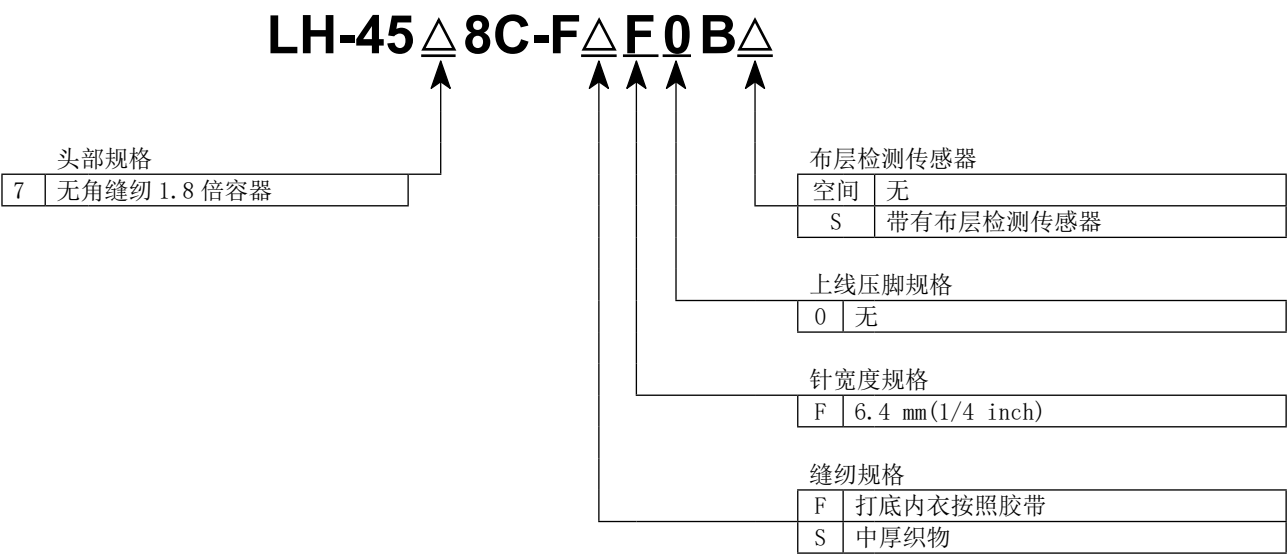 LH-45△8C-F△F0B△
头部规格
7 无角缝纫 1.8 倍容器
布层检测传感器
空间 无
S 带有布层检测传感器
上线压脚规格
0 无
针宽度规格
F 6.4 mm(1/4 inch)
缝纫规格
F 打底内衣按照胶带
S 中厚织物